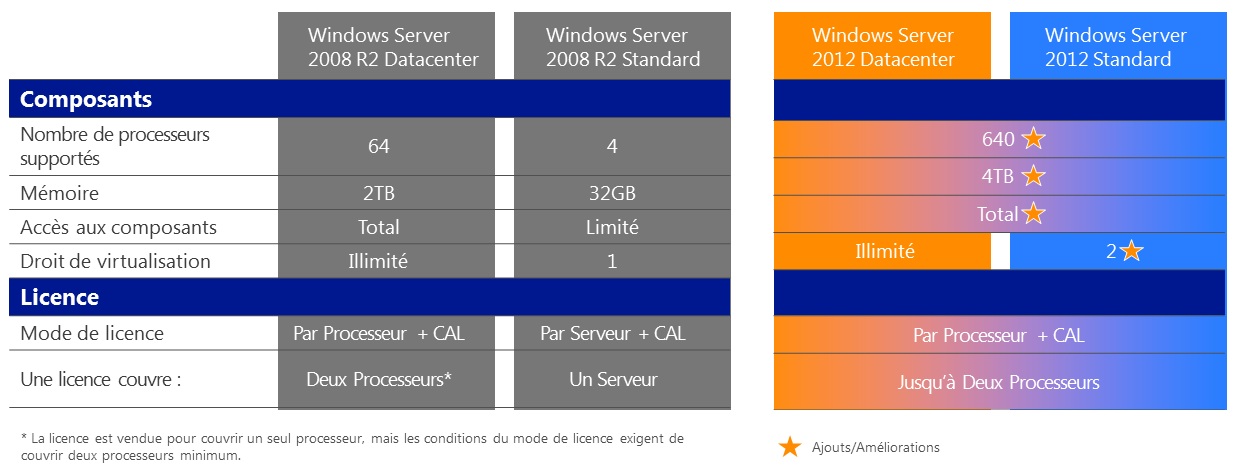 Windows Server
2008 R2 Datacenter
Windows Server
2008 R2 Standard
Windows Server
2012 Datacenter
Windows Server
2012 Standard
Composants
Nombre de processeurs
supportés
64
4
640
Mémoire
2TB
32GB
4TB
Accès aux composants
Total
Limité
Total
Droit de virtualisation
Illimité
1
Illimité
2
Licence
Mode de licence
Par Processeur + CAL
Par Serveur + CAL
Par Processeur + CAL
Une licence couvre :
Deux Processeurs*
Un Serveur
Jusqu'à Deux Processeurs
* La licence est vendue pour couvrir un seul processeur, mais les conditions du mode de licence exigent de
couvrir deux processeurs minimum.
Ajouts/Améliorations